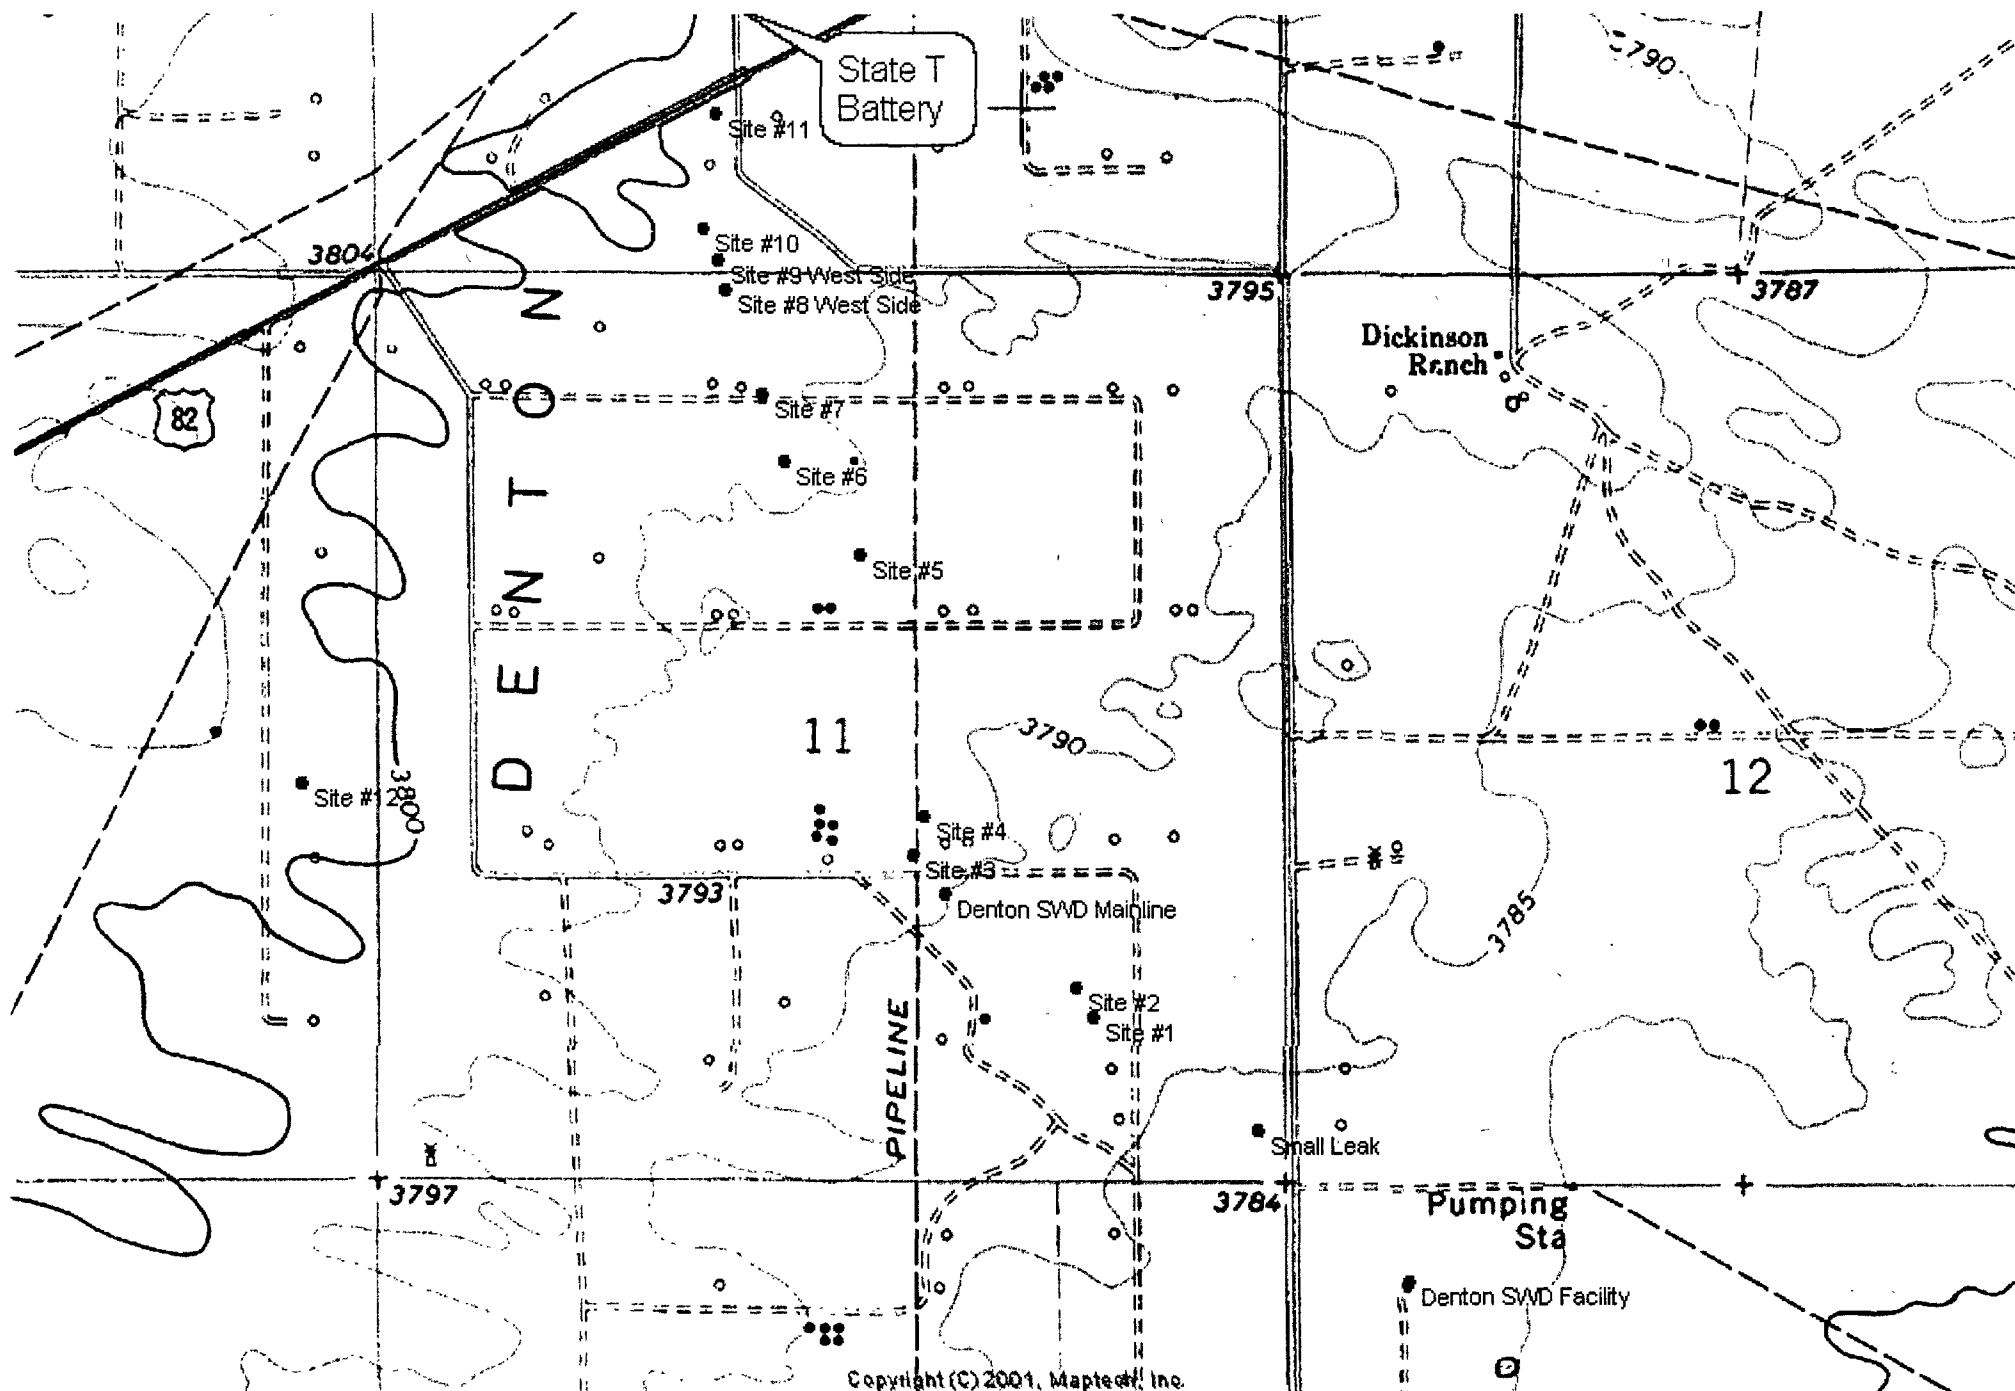 State T
Battery
3790
Site #11
Site #10
3804
Site #9 West Side
3795
3787
Site #8 West Side
Dickinson
Ranch
82
Site #7
Site #6
Site #5
DENTON
11
3790
12
Site #12
3800
Site #4
Site #3
3793
Denton SWD Mainline
3785
Site #2
Site #1
PIPELINE
Small Leak
3797
3784
Pumping
Sta
Denton SWD Facility
Copyright (C) 2001, Maptech, Inc.